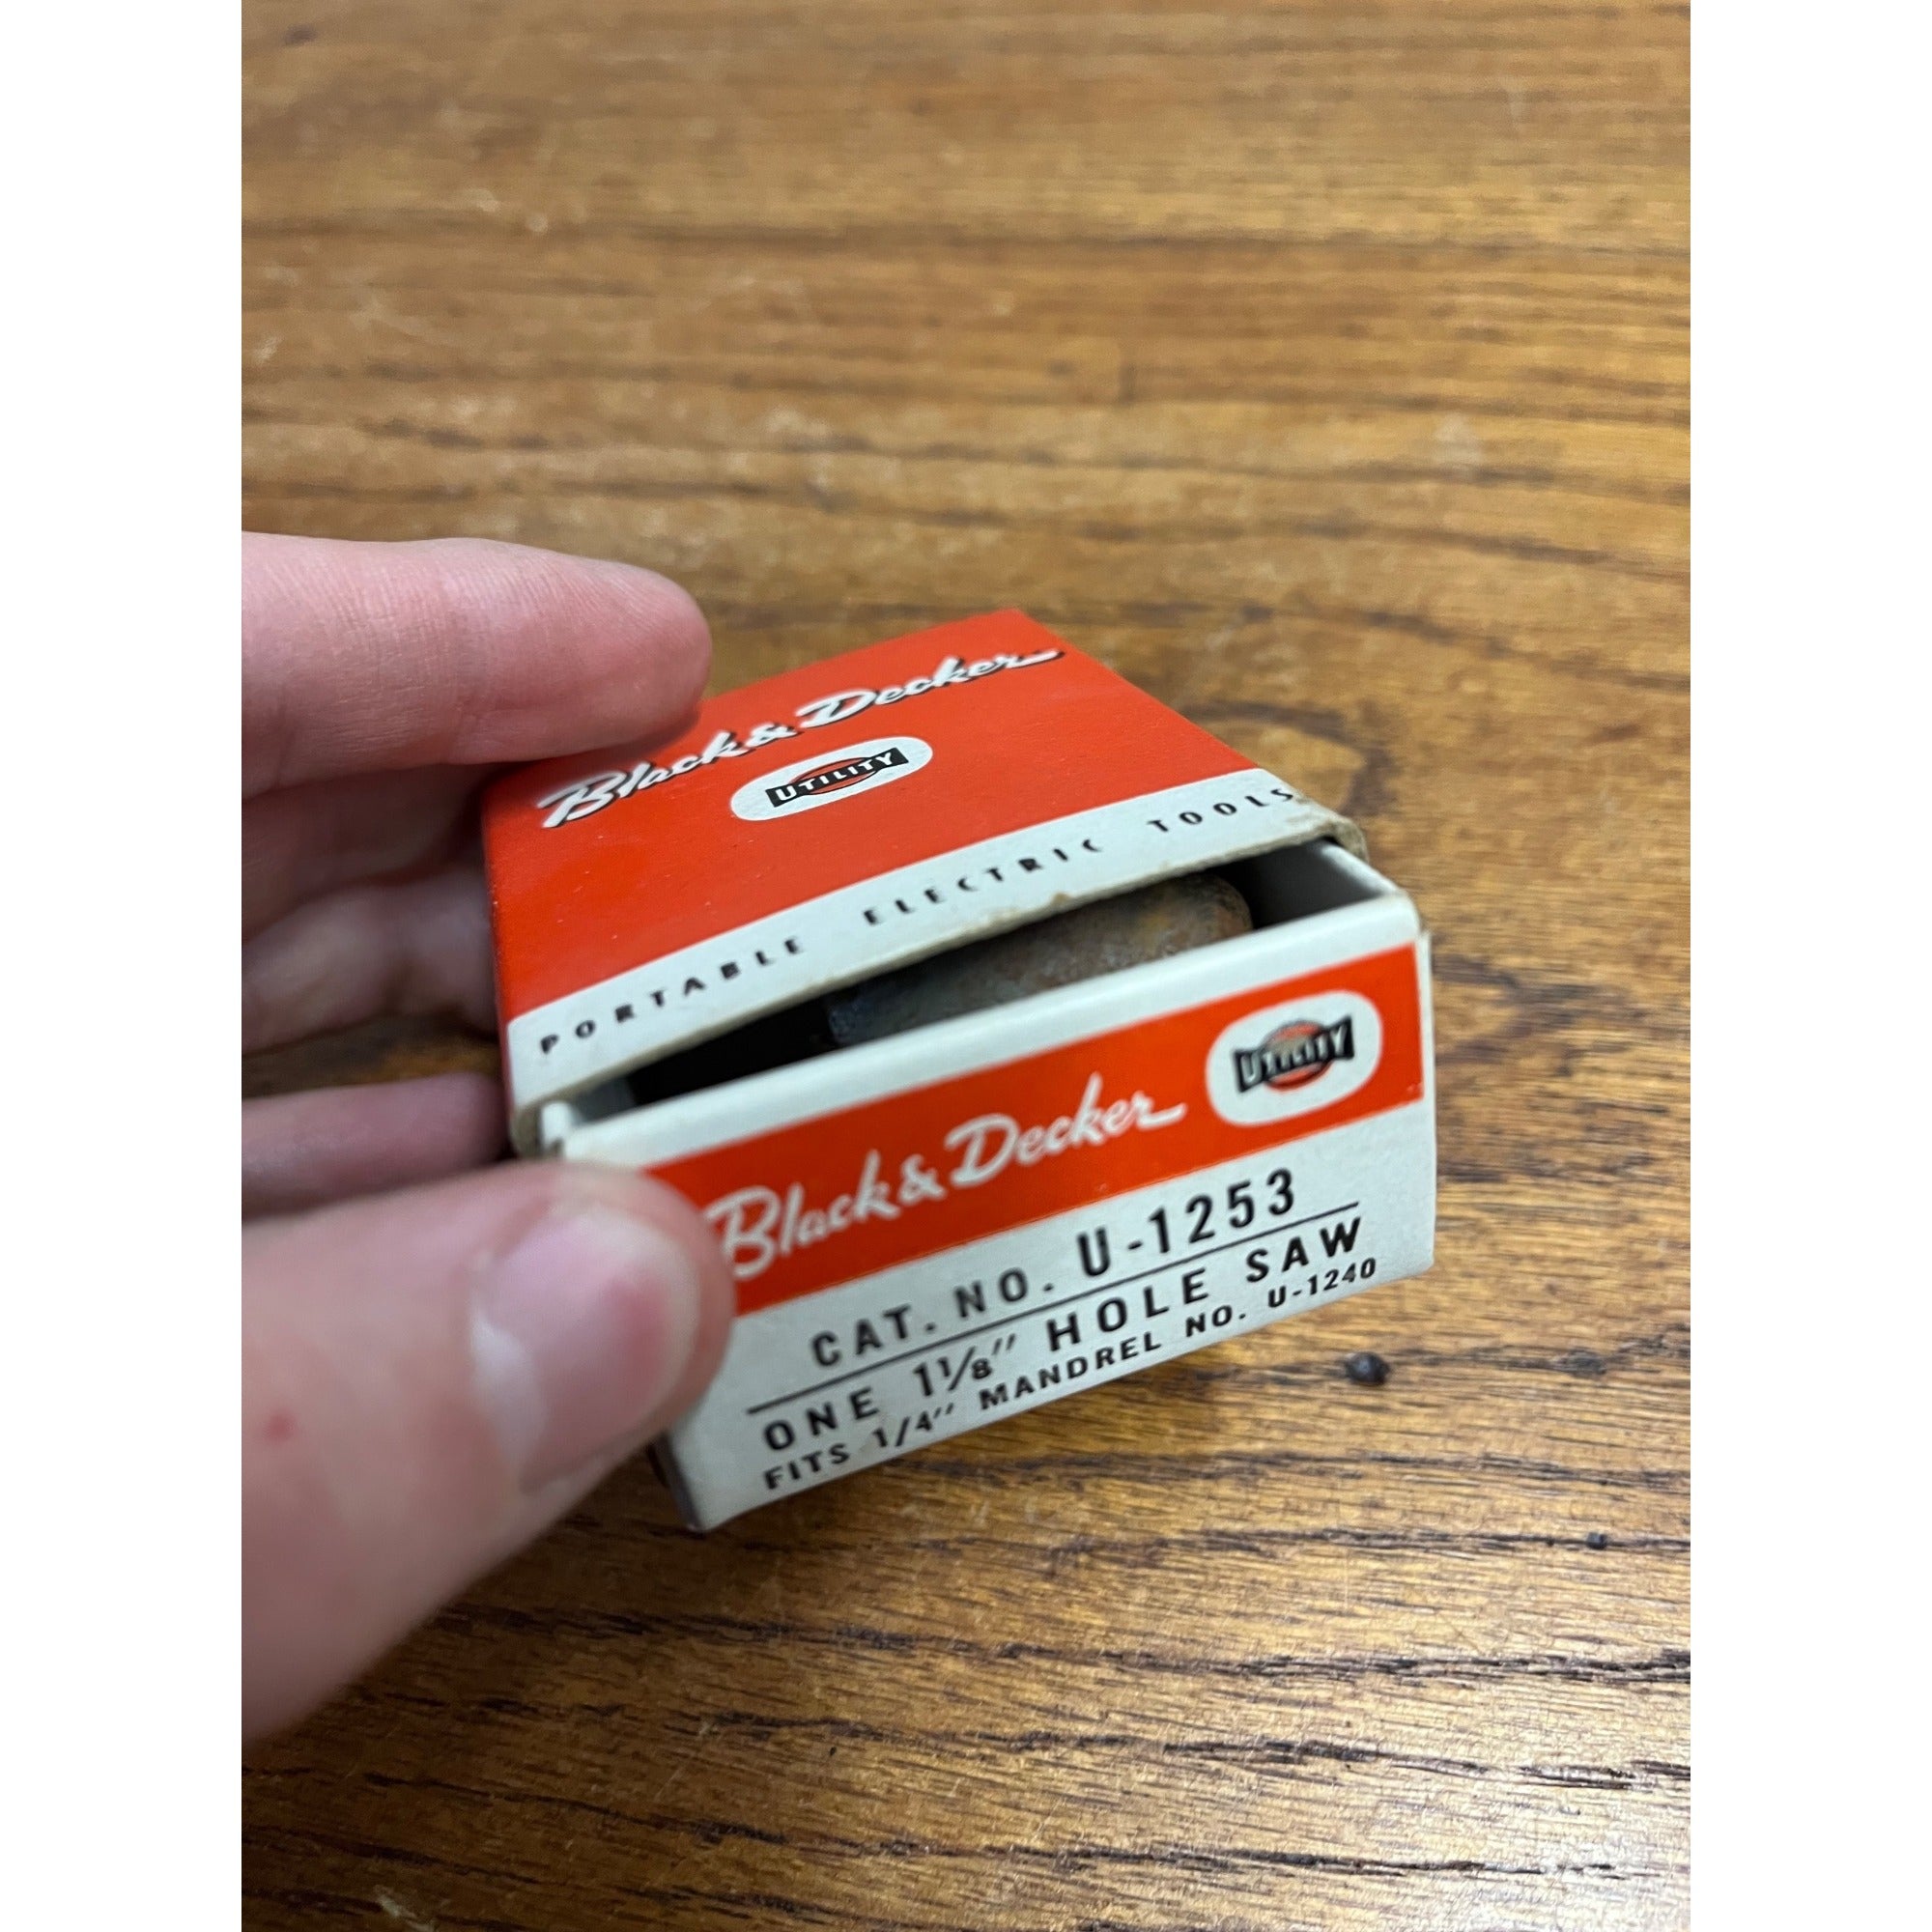 Black & Decker
UTILITY
PORTABLE ELECTRIC TOOLS
Black & Decker UTILITY
CAT. NO. U-1253
ONE 1 1/8" HOLE SAW
FITS 1/4" MANDREL NO. U-1240